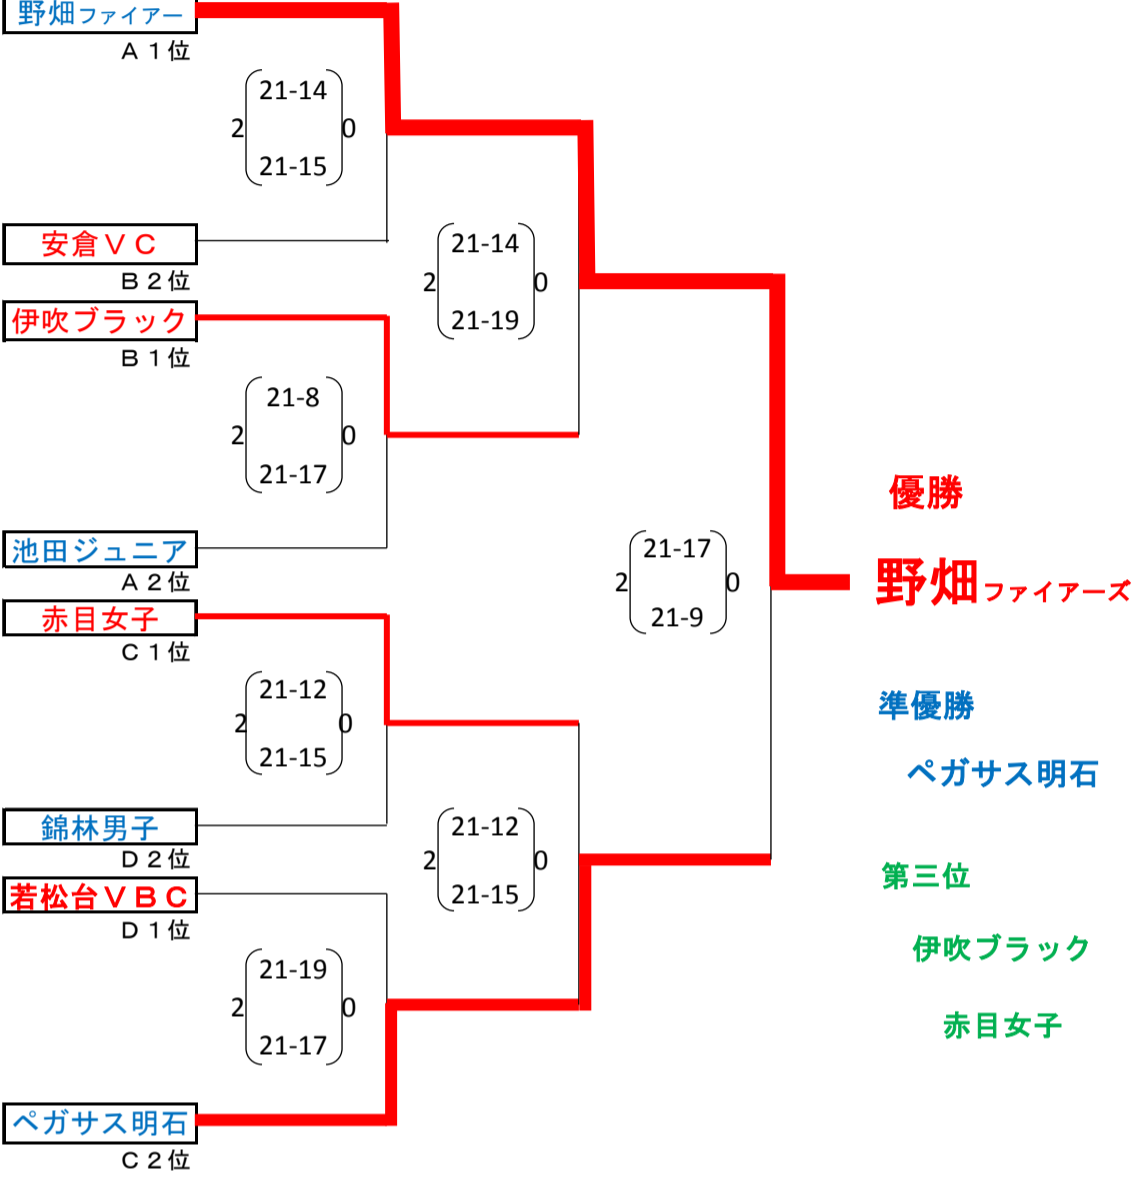 野畑ファイアー
A１位
21-14
2 0
21-15
安倉ＶＣ
B２位
21-14
2 0
21-19
伊吹ブラック
B１位
21-8
2 0
21-17
池田ジュニア
A２位
優勝
野畑ファイアーズ
21-17
2 0
21-9
赤目女子
C１位
21-12
2 0
21-15
準優勝
ペガサス明石
錦林男子
D２位
21-12
2 0
21-15
若松台ＶＢＣ
D１位
第三位
伊吹ブラック
赤目女子
21-19
2 0
21-17
ペガサス明石
C２位